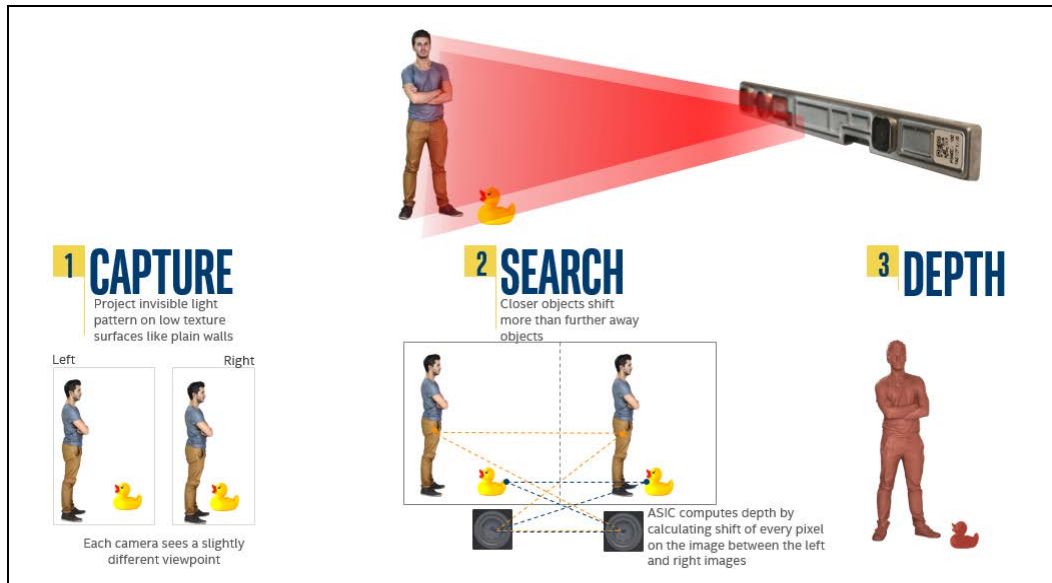 1 CAPTURE
Project invisible light
pattern on low texture
surfaces like plain walls
Left
Right
Each camera sees a slightly
different viewpoint
2 SEARCH
Closer objects shift
more than further away
objects
ASIC computes depth by
calculating shift of every pixel
on the image between the left
and right images
3 DEPTH